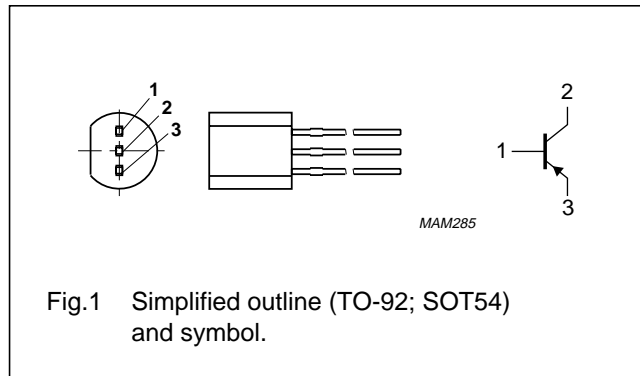 1
2
3
2
1
3
MAM285
Fig.1 Simplified outline (TO-92; SOT54)
and symbol.